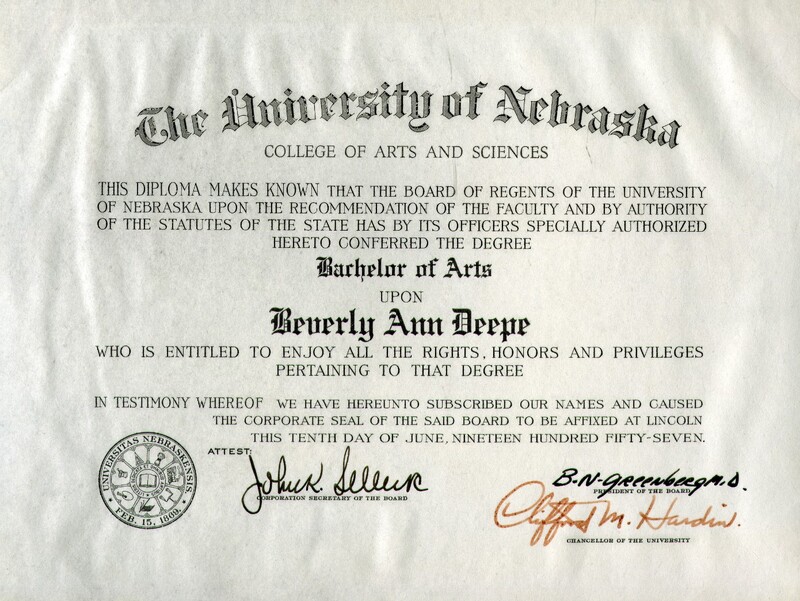 The University of Nebraska
COLLEGE OF ARTS AND SCIENCES
THIS DIPLOMA MAKES KNOWN THAT THE BOARD OF REGENTS OF THE UNIVERSITY
OF NEBRASKA UPON THE RECOMMENDATION OF THE FACULTY AND BY AUTHORITY
OF THE STATUTES OF THE STATE HAS BY ITS OFFICERS SPECIALLY AUTHORIZED
HERETO CONFERRED THE DEGREE
Bachelor of Arts
UPON
Beverly Ann Deepe
WHO IS ENTITLED TO ENJOY ALL THE RIGHTS, HONORS AND PRIVILEGES
PERTAINING TO THAT DEGREE
IN TESTIMONY WHEREOF WE HAVE HEREUNTO SUBSCRIBED OUR NAMES AND CAUSED
THE CORPORATE SEAL OF THE SAID BOARD TO BE AFFIXED AT LINCOLN
THIS TENTH DAY OF JUNE, NINETEEN HUNDRED FIFTY-SEVEN.
UNIVERSITAS NEBRASKENSIS
FEB. 15, 1869.
ATTEST:
John K Selleck
CORPORATION SECRETARY OF THE BOARD
B.N. Greenberg M.D.
PRESIDENT OF THE BOARD
Clifford M. Hardin.
CHANCELLOR OF THE UNIVERSITY